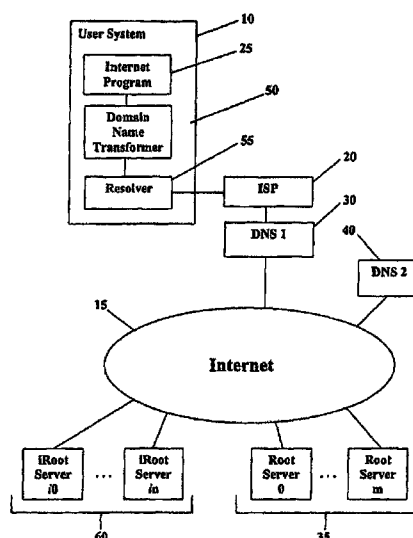 User System
10
Internet
Program
25
Domain
Name
Transformer
50
Resolver
55
ISP
20
DNS 1
30
DNS 2
40
15
Internet
iRoot
Server
i0
...
iRoot
Server
in
Root
Server
0
...
Root
Server
m
60
35